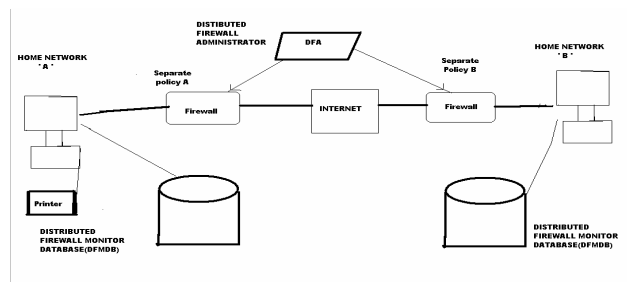 DISTIBUTED
FIREWALL
ADMINISTRATOR
DFA
HOME NETWORK
'A'
HOME NETWORK
'B'
Separate
policy A
Separate
Policy B
Firewall
INTERNET
Firewall
Printer
DISTRIBUTED
FIREWALL MONITOR
DATABASE(DFMDB)
DISTRIBUTED
FIREWALL MONITOR
DATABASE(DFMDB)